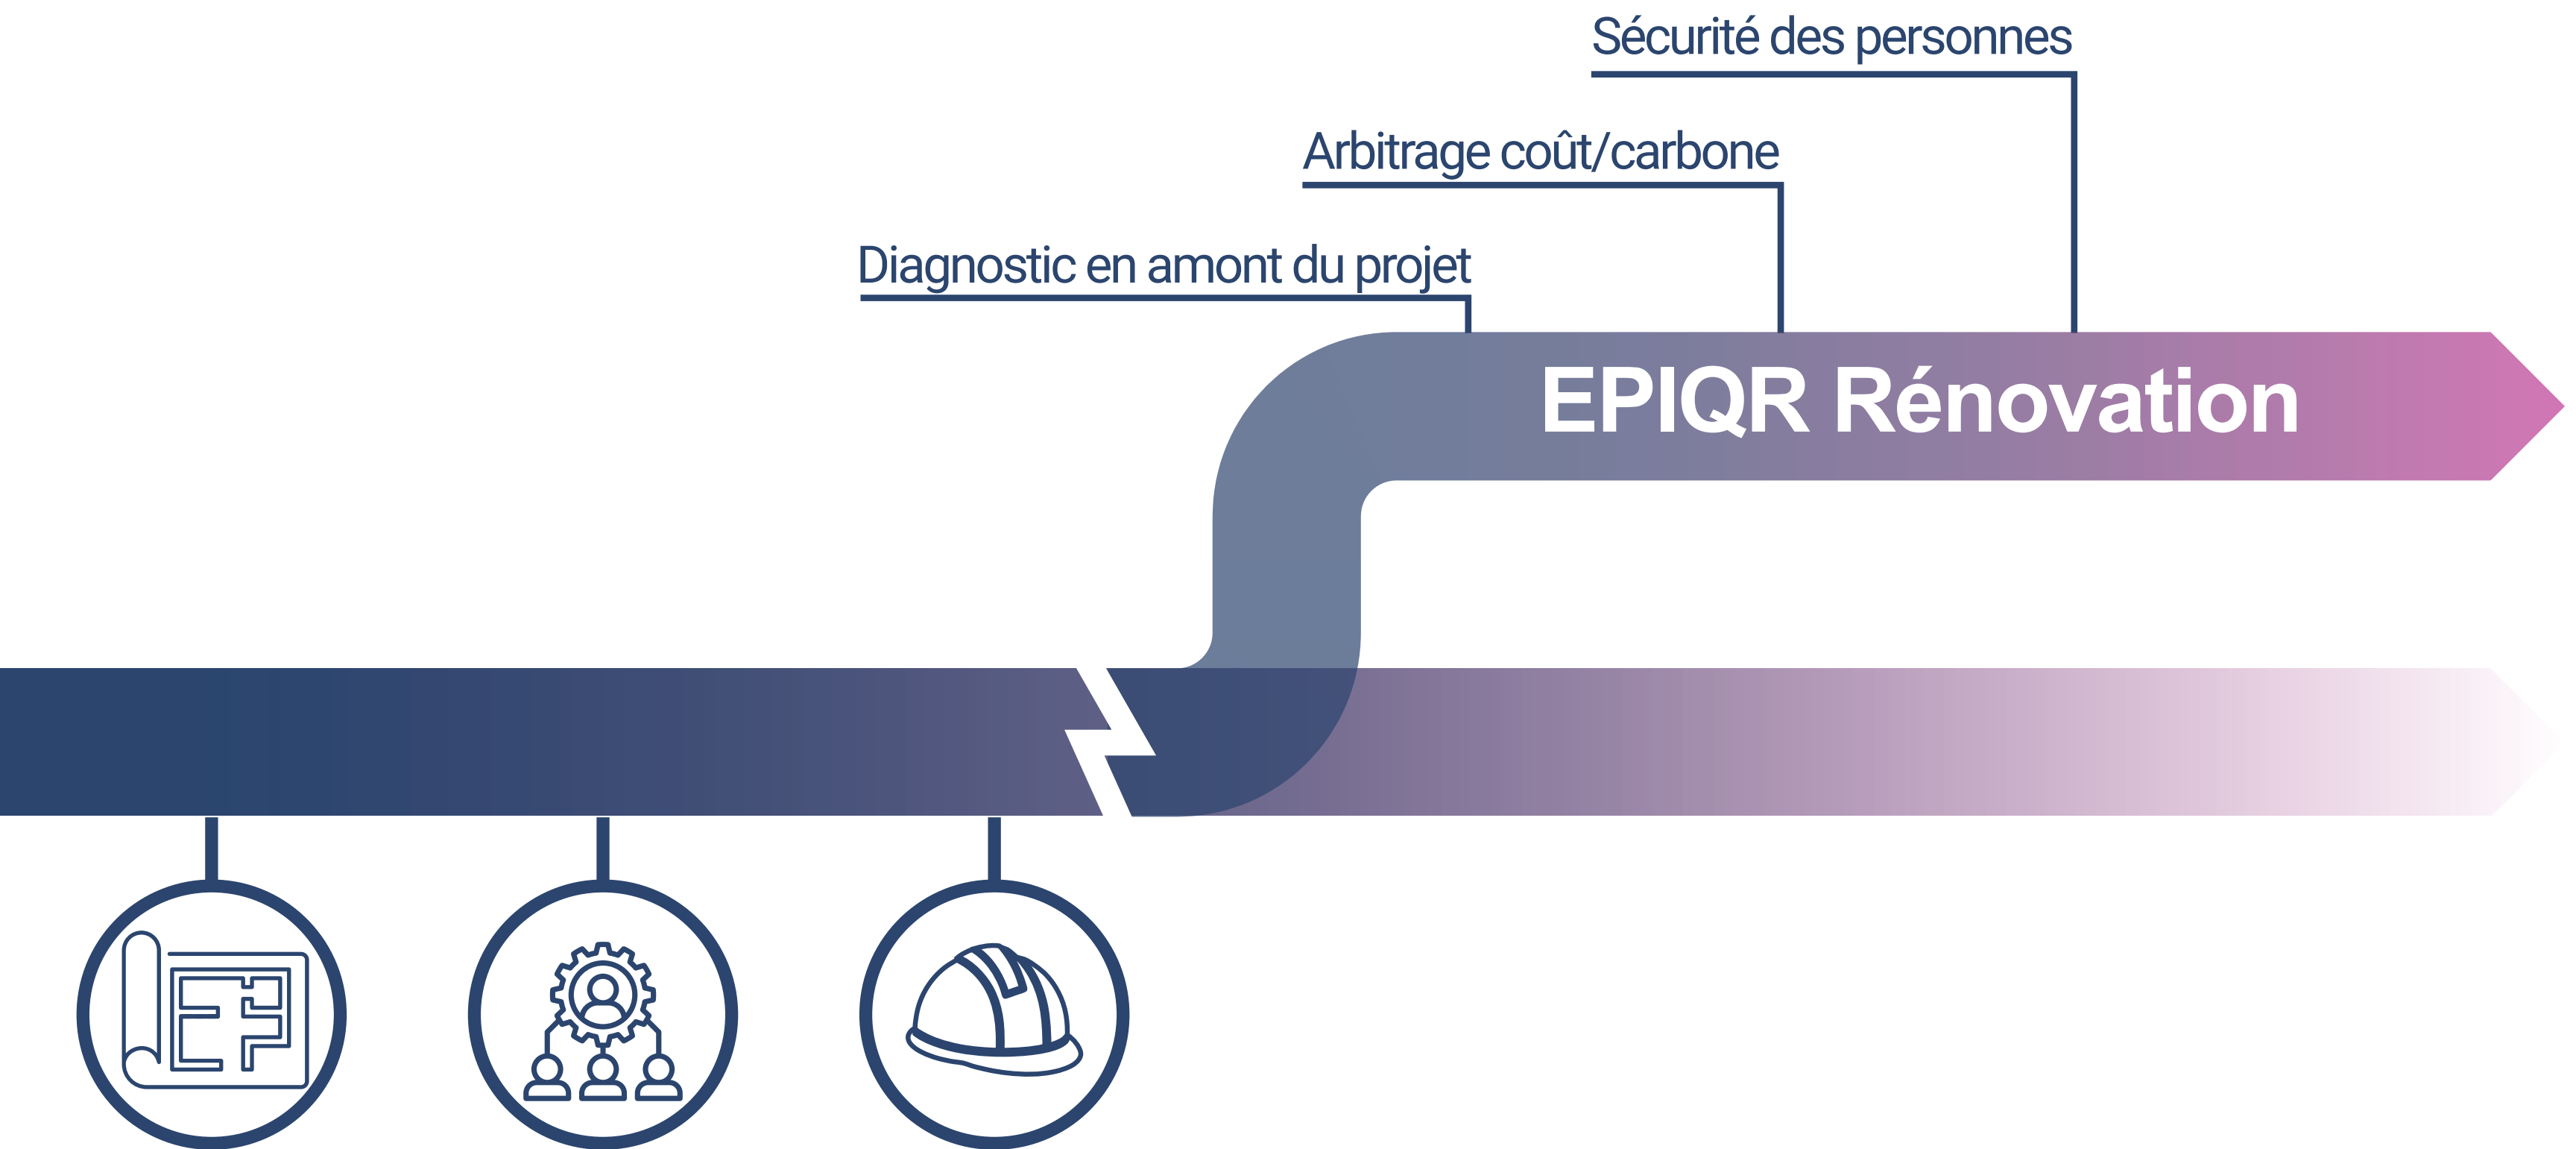 Sécurité des personnes
Arbitrage coût/carbone
Diagnostic en amont du projet
EPIQR Rénovation